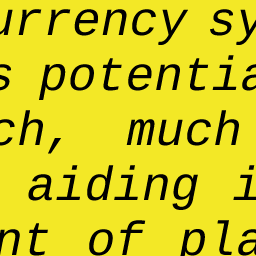 urrency sy
s potentia
ch, much
aiding i
nt of pla